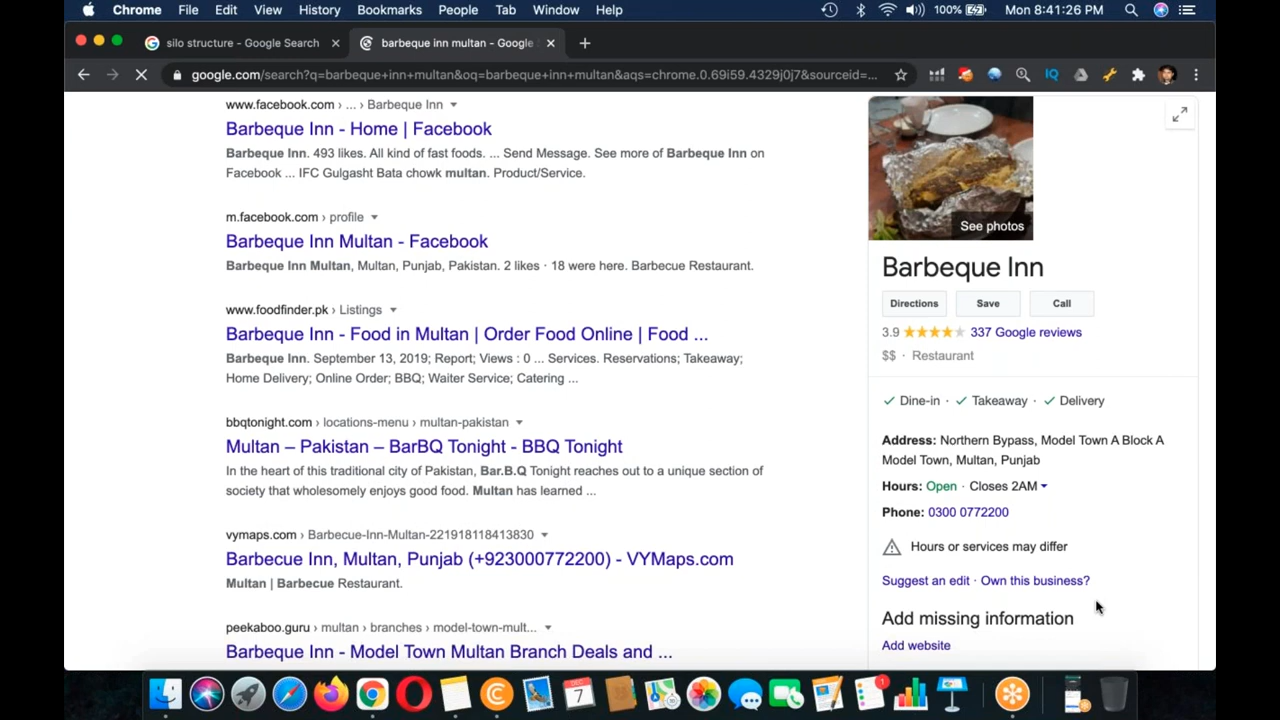 Chrome File Edit View History Bookmarks People Tab Window Help 100% Mon 8:41:26 PM
silo structure - Google Search barbeque inn multan - Google S
google.com/search?q=barbeque+inn+multan&oq=barbeque+inn+multan&aqs=chrome.0.69i59.4329j0j7&sourceid=...
IQ
www.facebook.com › ... › Barbeque Inn
Barbeque Inn - Home | Facebook
Barbeque Inn. 493 likes. All kind of fast foods. ... Send Message. See more of Barbeque Inn on
Facebook ... IFC Gulgasht Bata chowk multan. Product/Service.
m.facebook.com › profile
Barbeque Inn Multan - Facebook
Barbeque Inn Multan, Multan, Punjab, Pakistan. 2 likes · 18 were here. Barbecue Restaurant.
www.foodfinder.pk › Listings
Barbeque Inn - Food in Multan | Order Food Online | Food ...
Barbeque Inn. September 13, 2019; Report; Views : 0 ... Services. Reservations; Takeaway;
Home Delivery; Online Order; BBQ; Waiter Service; Catering ...
bbqtonight.com › locations-menu › multan-pakistan
Multan – Pakistan – BarBQ Tonight - BBQ Tonight
In the heart of this traditional city of Pakistan, Bar.B.Q Tonight reaches out to a unique section of
society that wholesomely enjoys good food. Multan has learned ...
vymaps.com › Barbecue-Inn-Multan-221918118413830
Barbecue Inn, Multan, Punjab (+923000772200) - VYMaps.com
Multan | Barbecue Restaurant.
peekaboo.guru › multan › branches › model-town-mult...
Barbeque Inn - Model Town Multan Branch Deals and ...
See photos
Barbeque Inn
Directions Save Call
3.9 337 Google reviews
$$ · Restaurant
Dine-in · Takeaway · Delivery
Address: Northern Bypass, Model Town A Block A
Model Town, Multan, Punjab
Hours: Open · Closes 2AM
Phone: 0300 0772200
Hours or services may differ
Suggest an edit · Own this business?
Add missing information
Add website
7
1